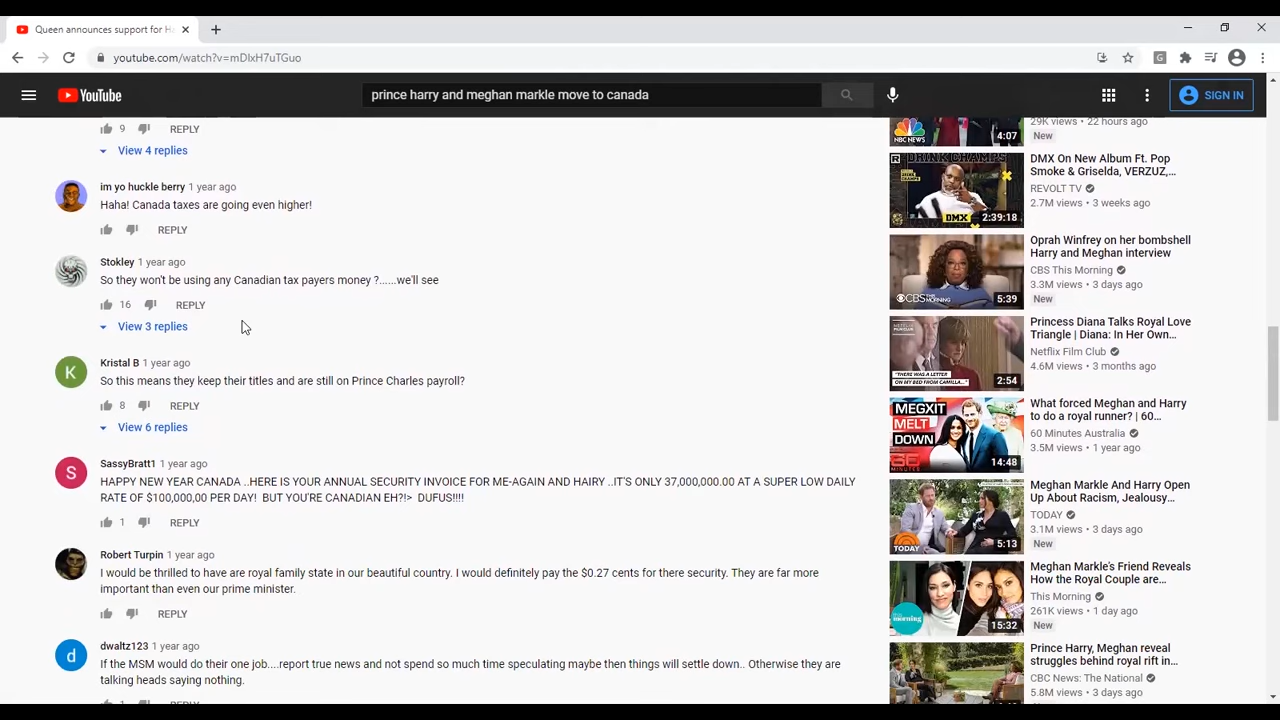 Queen announces support for Ha
youtube.com/watch?v=mDIxH7uTGuo
YouTube
prince harry and meghan markle move to canada
SIGN IN
9 REPLY
View 4 replies
im yo huckle berry 1 year ago
Haha! Canada taxes are going even higher!
REPLY
Stokley 1 year ago
So they won't be using any Canadian tax payers money ?......we'll see
16 REPLY
View 3 replies
Kristal B 1 year ago
So this means they keep their titles and are still on Prince Charles payroll?
8 REPLY
View 6 replies
SassyBratt1 1 year ago
HAPPY NEW YEAR CANADA ..HERE IS YOUR ANNUAL SECURITY INVOICE FOR ME-AGAIN AND HAIRY ..IT'S ONLY 37,000,000.00 AT A SUPER LOW DAILY
RATE OF $100,000,00 PER DAY! BUT YOU'RE CANADIAN EH?!> DUFUS!!!!
1 REPLY
Robert Turpin 1 year ago
I would be thrilled to have are royal family state in our beautiful country. I would definitely pay the $0.27 cents for there security. They are far more
important than even our prime minister.
REPLY
dwaltz123 1 year ago
If the MSM would do their one job....report true news and not spend so much time speculating maybe then things will settle down.. Otherwise they are
talking heads saying nothing.
NBC NEWS
4:07
29K views • 22 hours ago
New
DRINK CHAMPS
DMX
2:39:18
DMX On New Album Ft. Pop
Smoke & Griselda, VERZUZ,...
REVOLT TV
2.7M views • 3 weeks ago
CBS THIS MORNING
5:39
Oprah Winfrey on her bombshell
Harry and Meghan interview
CBS This Morning
3.3M views • 3 days ago
New
"THERE WAS A LETTER
ON MY BED FROM CAMILLA..."
2:54
Princess Diana Talks Royal Love
Triangle | Diana: In Her Own...
Netflix Film Club
4.6M views • 3 months ago
MEGXIT
MELT
DOWN
14:48
What forced Meghan and Harry
to do a royal runner? | 60...
60 Minutes Australia
3.5M views • 1 year ago
TODAY
5:13
Meghan Markle And Harry Open
Up About Racism, Jealousy...
TODAY
3.1M views • 3 days ago
New
this morning
15:32
Meghan Markle's Friend Reveals
How the Royal Couple are...
This Morning
261K views • 1 day ago
New
Prince Harry, Meghan reveal
struggles behind royal rift in...
CBC News: The National
5.8M views • 3 days ago